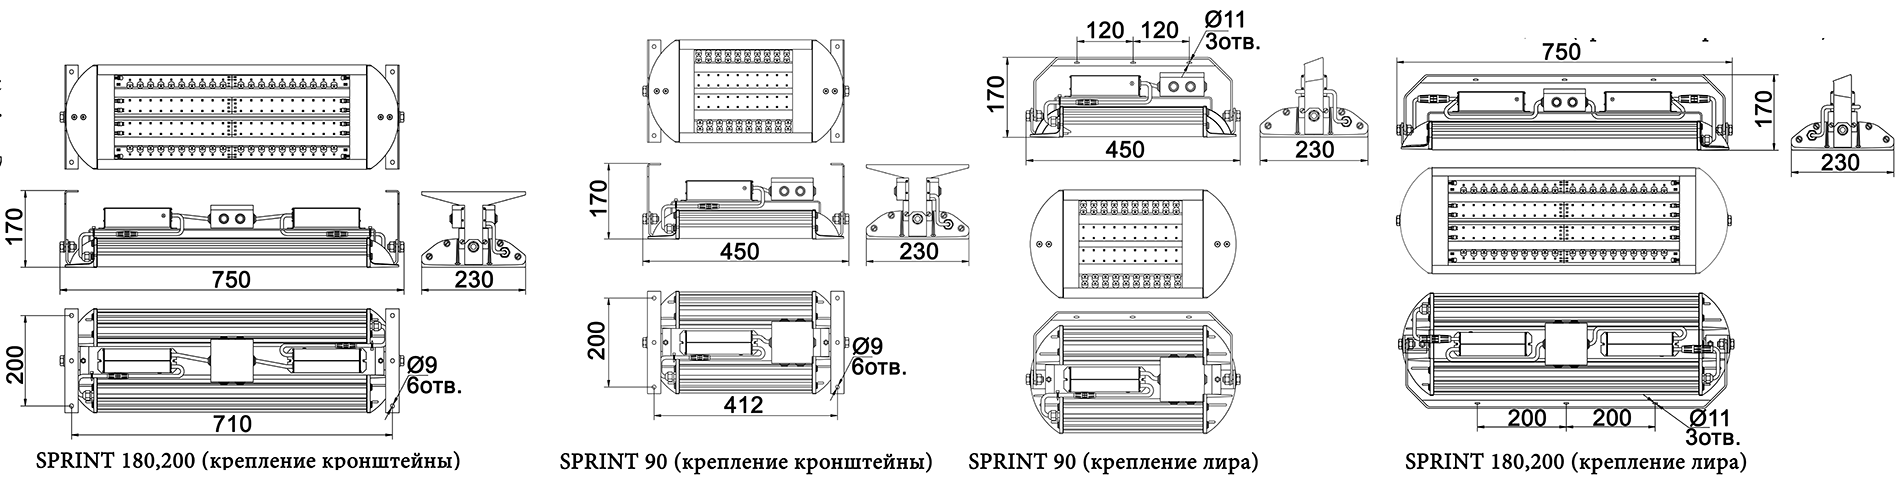 170
750
230
200
710
Ø9
6отв.
SPRINT 180,200 (крепление кронштейны)
170
450
230
200
412
Ø9
6отв.
SPRINT 90 (крепление кронштейны)
120 120
Ø11
3отв.
170
450
230
SPRINT 90 (крепление лира)
750
170
230
200 200
Ø11
3отв.
SPRINT 180,200 (крепление лира)